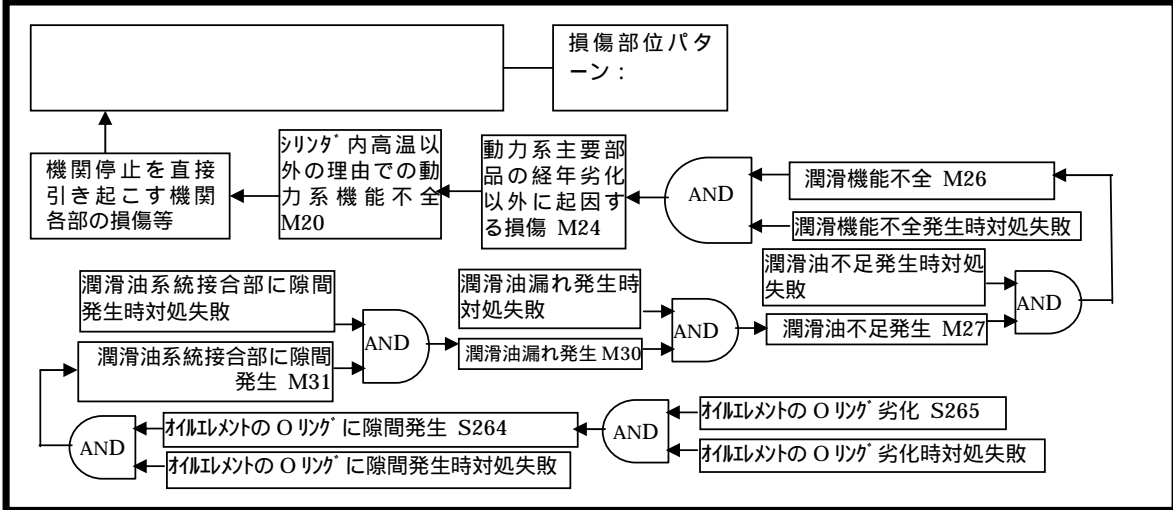 損傷部位パタ
ーン：
機関停止を直接
引き起こす機関
各部の損傷等
ｼﾘﾝﾀﾞ内高温以
外の理由での動
力系機能不全
M20
動力系主要部
品の経年劣化
以外に起因す
る損傷 M24
AND
潤滑機能不全 M26
潤滑機能不全発生時対処失敗
潤滑油系統接合部に隙間
発生時対処失敗
潤滑油系統接合部に隙間
発生 M31
AND
潤滑油漏れ発生時
対処失敗
潤滑油漏れ発生 M30
AND
潤滑油不足発生時対処
失敗
潤滑油不足発生 M27
AND
AND
ｵｲﾙｴﾚﾒﾝﾄの O ﾘﾝｸﾞに隙間発生 S264
ｵｲﾙｴﾚﾒﾝﾄの O ﾘﾝｸﾞに隙間発生時対処失敗
AND
ｵｲﾙｴﾚﾒﾝﾄの O ﾘﾝｸﾞ劣化 S265
ｵｲﾙｴﾚﾒﾝﾄの O ﾘﾝｸﾞ劣化時対処失敗